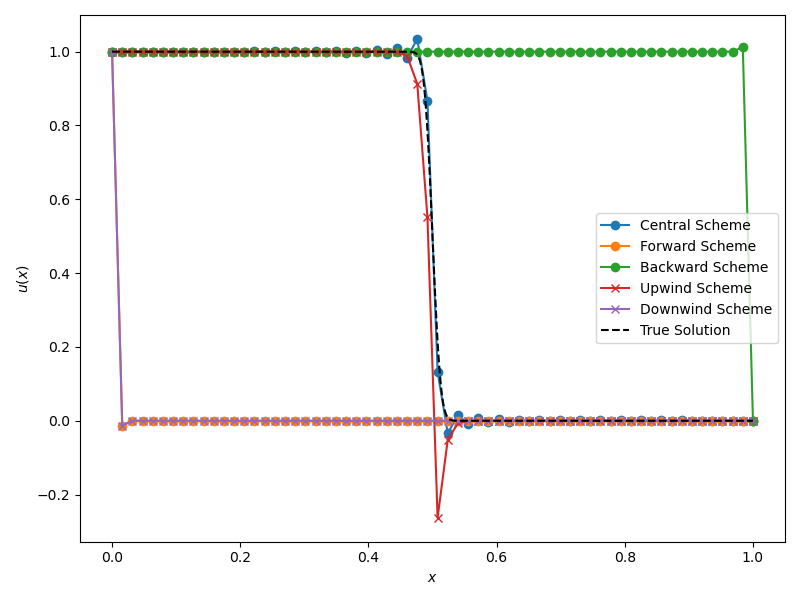 1.0
0.8
0.6
0.4
0.2
0.0
−0.2
u(x)
Central Scheme
Forward Scheme
Backward Scheme
Upwind Scheme
Downwind Scheme
True Solution
0.0 0.2 0.4 0.6 0.8 1.0
x